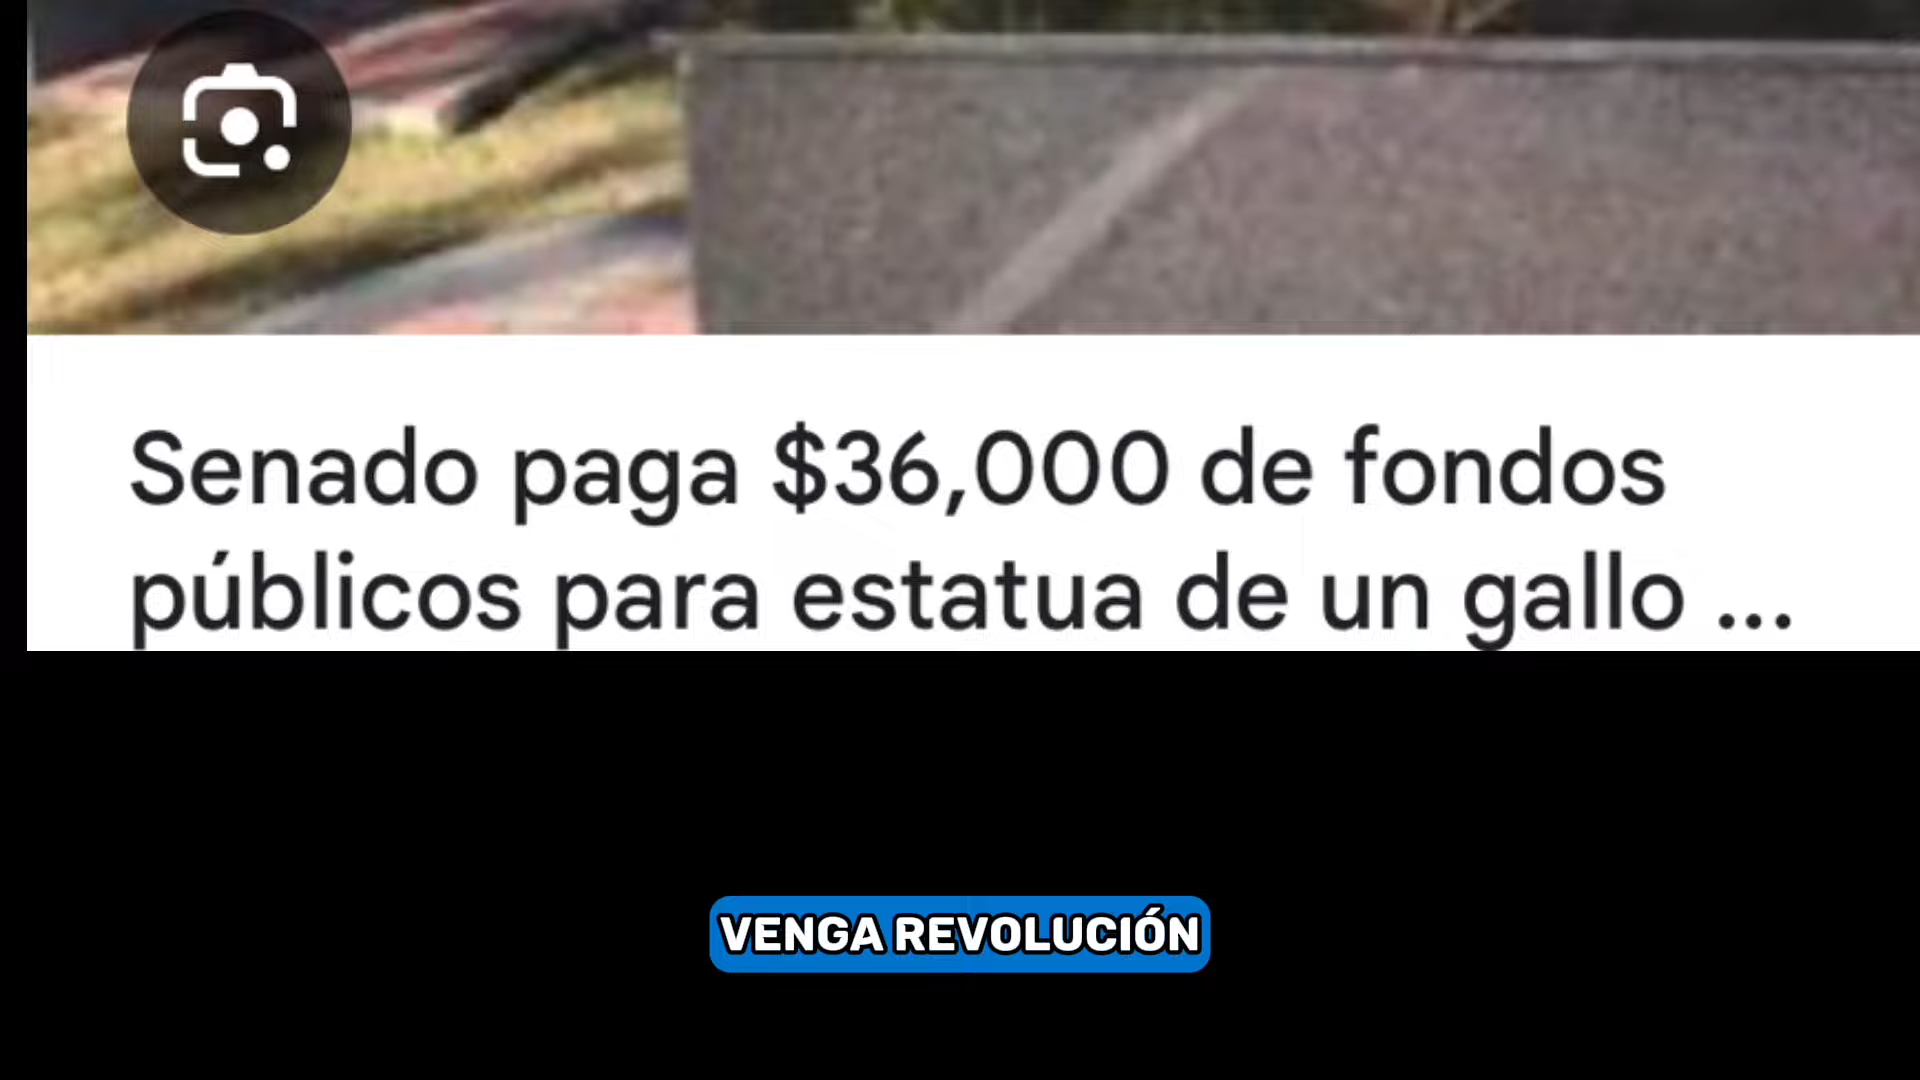 Senado paga $36,000 de fondos
públicos para estatua de un gallo ...
VENGA REVOLUCIÓN